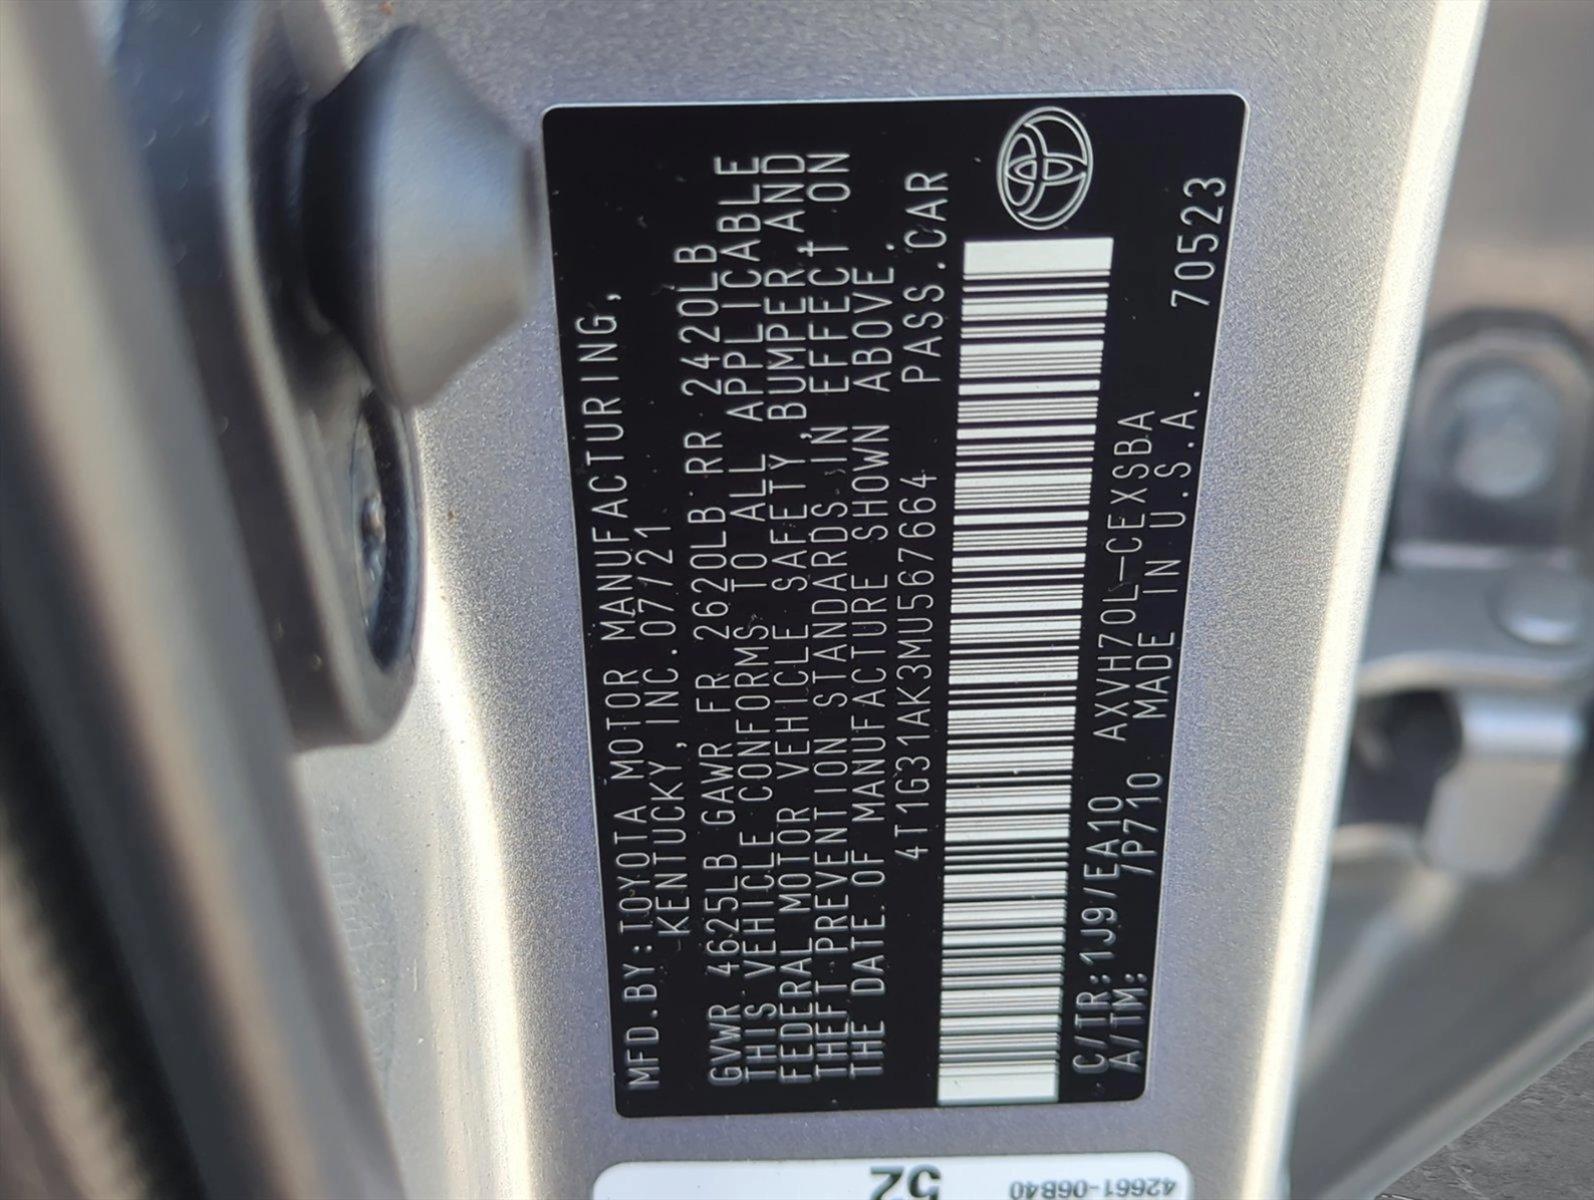 MFD.BY:TOYOTA MOTOR MANUFACTURING,
KENTUCKY, INC.07/21
GVWR 4625LB GAWR FR 2620LB RR 2420LB
THIS VEHICLE CONFORMS TO ALL APPLICABLE
FEDERAL MOTOR VEHICLE SAFETY, BUMPER AND
THEFT PREVENTION STANDARDS IN EFFECT ON
THE DATE OF MANUFACTURE SHOWN ABOVE.
4T1G31AK3MU567664 PASS.CAR
C/TR:1J9/EA10 AXVH70L-CEXSBA
A/TM: /P710 MADE IN U.S.A. 70523
42661-06B40
52